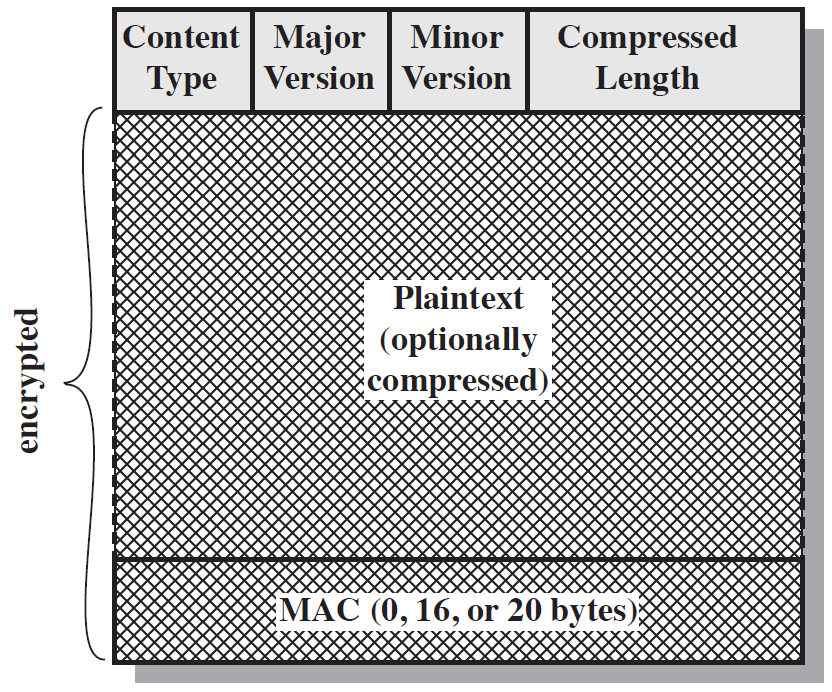 Content Type
Major Version
Minor Version
Compressed Length
encrypted
Plaintext
(optionally
compressed)
MAC (0, 16, or 20 bytes)